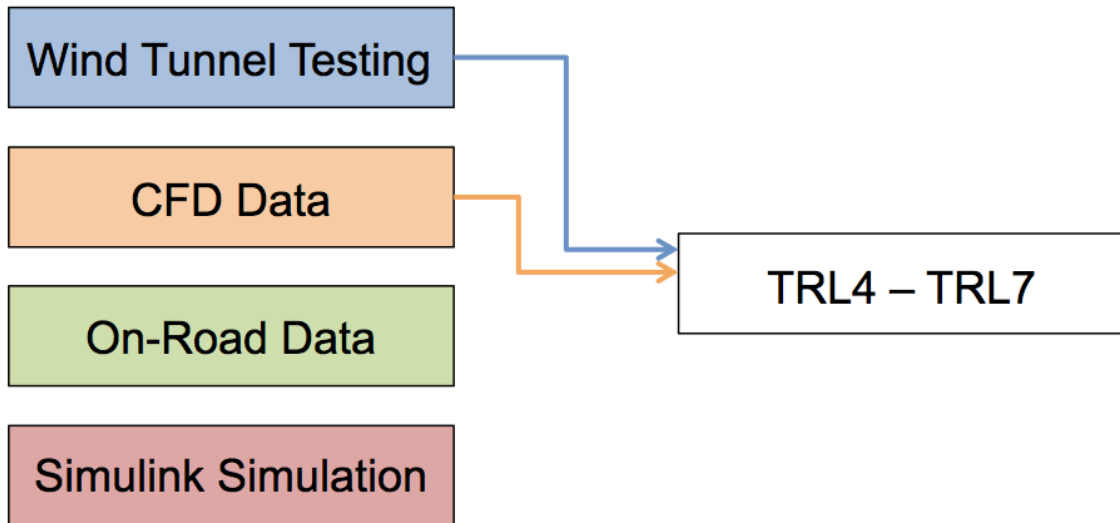 Wind Tunnel Testing
CFD Data
On-Road Data
Simulink Simulation
TRL4 – TRL7